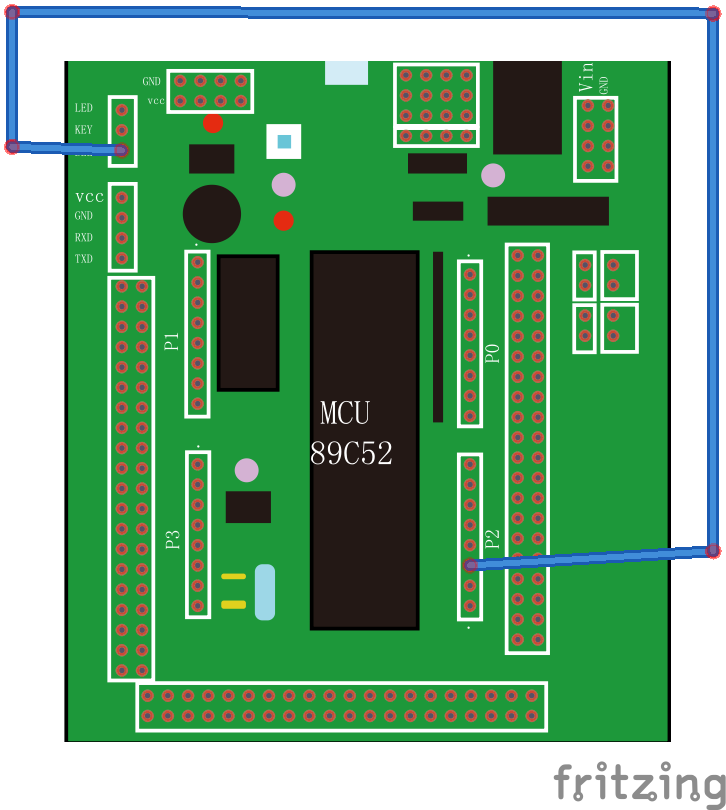 GND
vcc
LED
KEY
Vin
GND
VCC
GND
RXD
TXD
P1
P0
MCU
89C52
P3
P2
fritzing